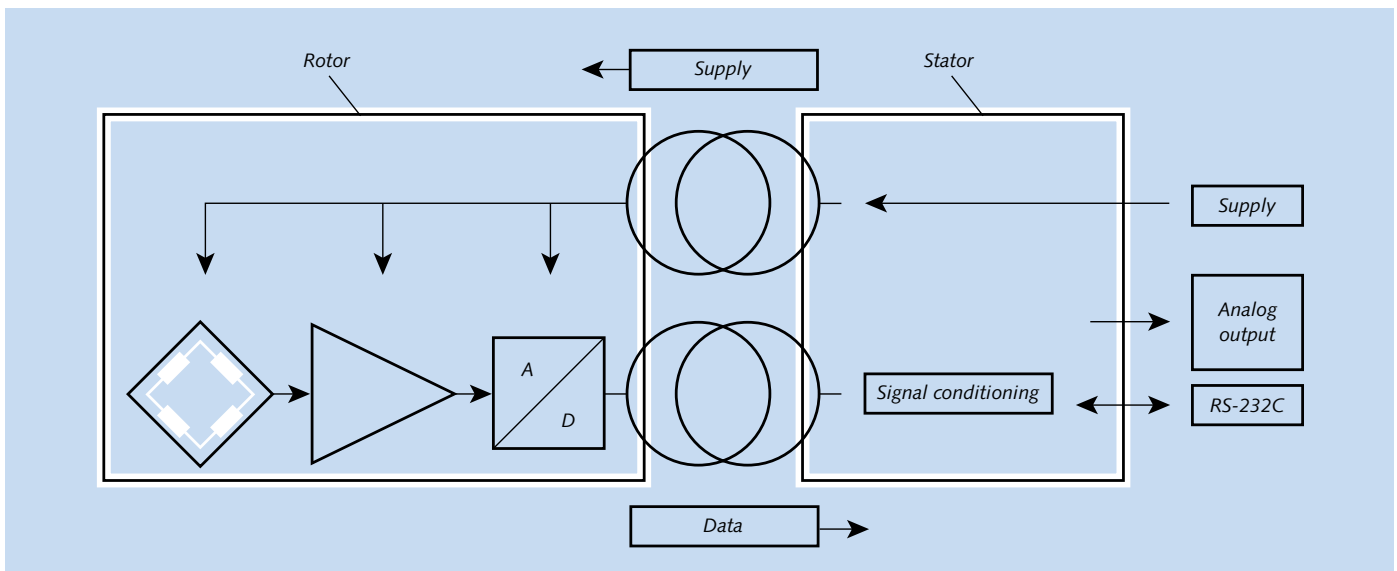 Rotor
Supply
Stator
Supply
Analog
output
A
D
Signal conditioning
RS-232C
Data